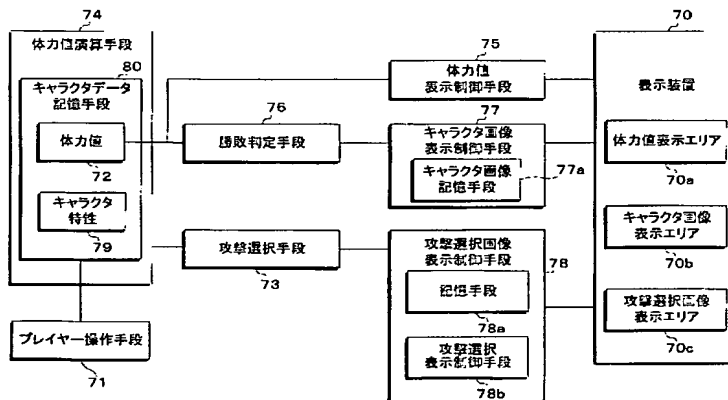 74
体力値演算手段
80
キャラクタデータ
記憶手段
体力値
72
キャラクタ
特性
79
プレイヤー操作手段
71
76
勝敗判定手段
攻撃選択手段
73
75
体力値
表示制御手段
77
キャラクタ画像
表示制御手段
キャラクタ画像
記憶手段
77a
攻撃選択画像
表示制御手段
78
記憶手段
78a
攻撃選択
表示制御手段
78b
70
表示装置
体力値表示エリア
70a
キャラクタ画像
表示エリア
70b
攻撃選択画像
表示エリア
70c